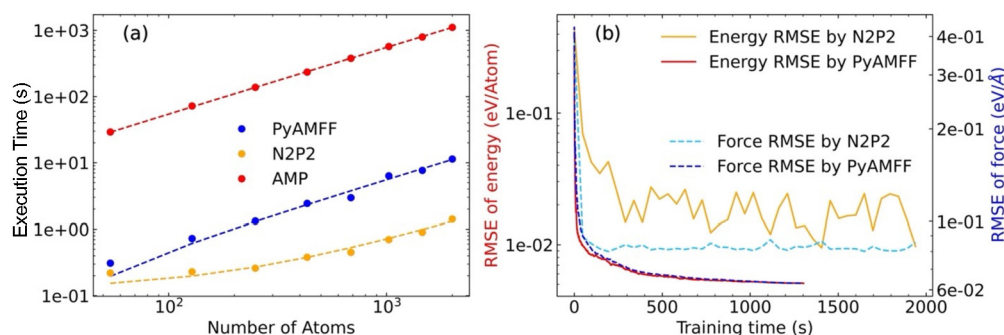 (a)
1e+03
1e+02
1e+01
1e+00
1e-01
Execution Time (s)
PyAMFF
N2P2
AMP
10²
10³
Number of Atoms
(b)
Energy RMSE by N2P2
Energy RMSE by PyAMFF
Force RMSE by N2P2
Force RMSE by PyAMFF
RMSE of energy (eV/Atom)
1e-01
1e-02
4e-01
3e-01
2e-01
1e-01
6e-02
RMSE of force (eV/Å)
0
500
1000
1500
2000
Training time (s)